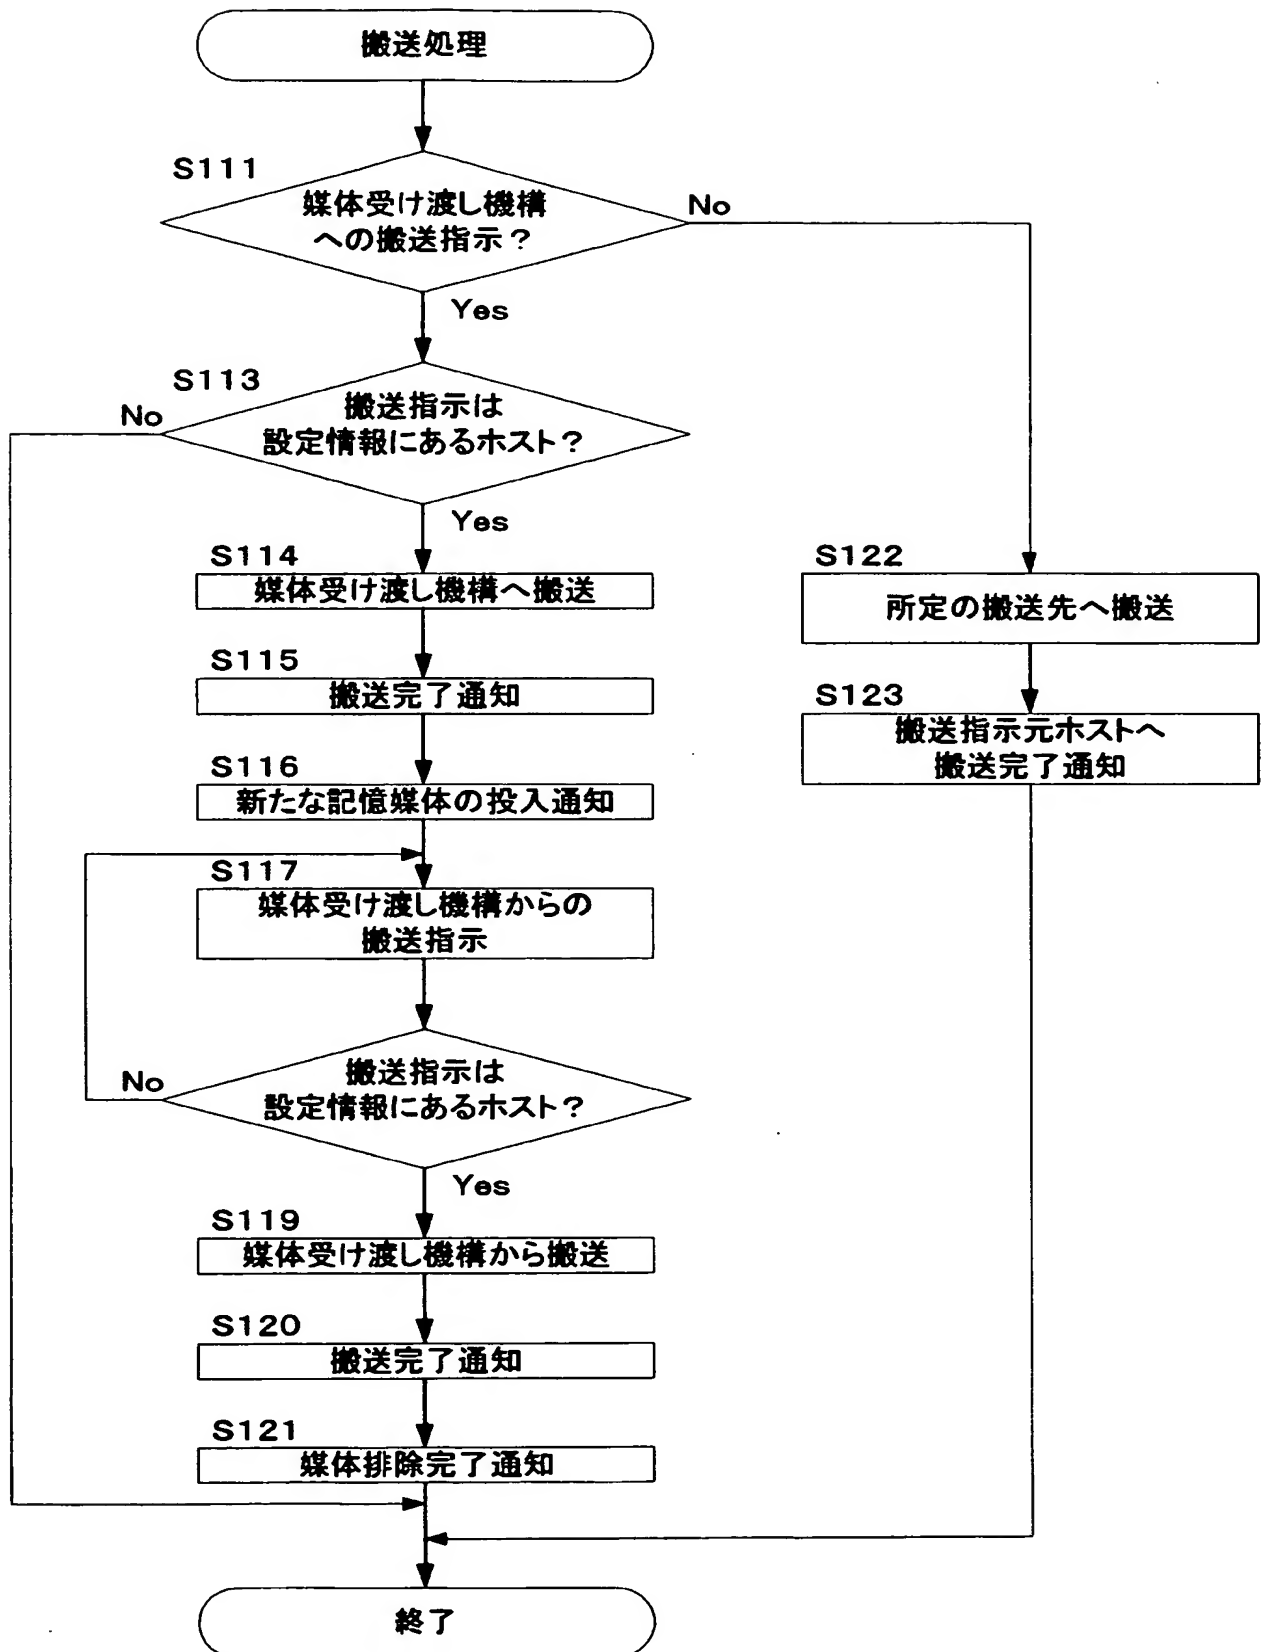 搬送処理
S111
媒体受け渡し機構
への搬送指示？
No
Yes
S113
搬送指示は
設定情報にあるホスト？
No
Yes
S114
媒体受け渡し機構へ搬送
S115
搬送完了通知
S116
新たな記憶媒体の投入通知
S117
媒体受け渡し機構からの
搬送指示
搬送指示は
設定情報にあるホスト？
No
Yes
S119
媒体受け渡し機構から搬送
S120
搬送完了通知
S121
媒体排除完了通知
S122
所定の搬送先へ搬送
S123
搬送指示元ホストへ
搬送完了通知
終了